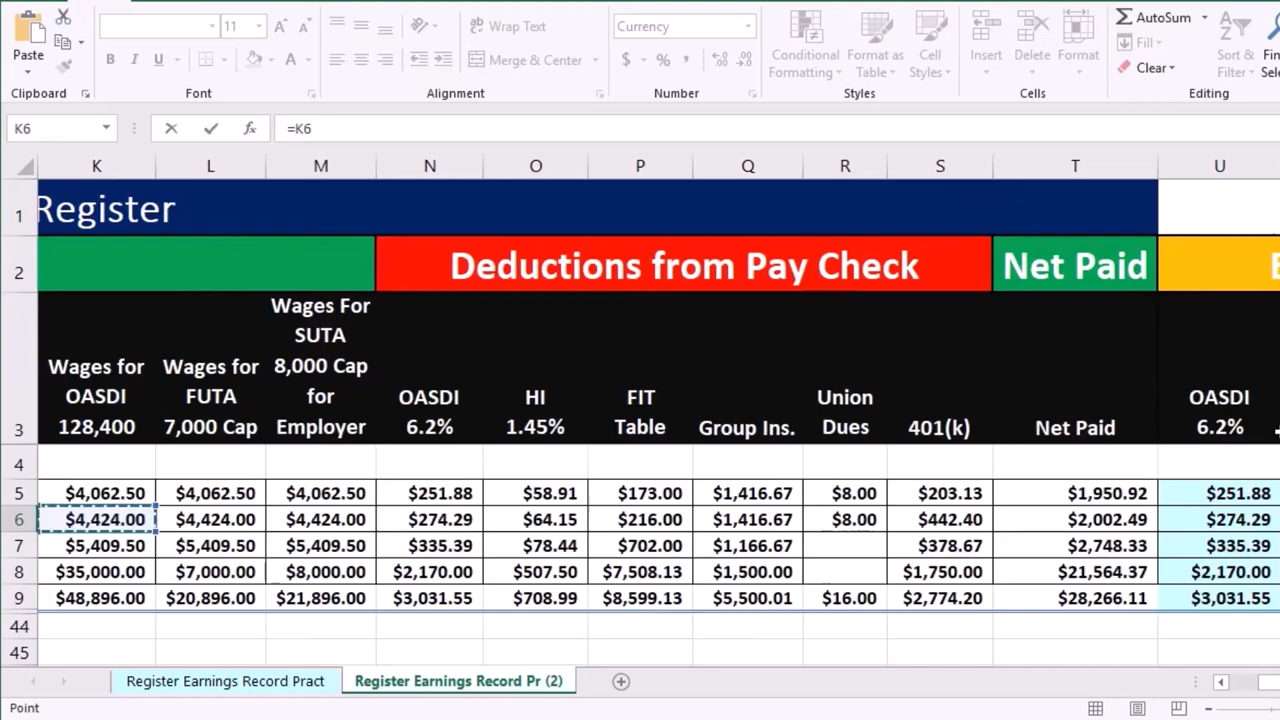 11
Wrap Text
Currency
AutoSum
Paste
B I U
A
Merge & Center
$ % ,
Conditional
Formatting
Format as
Table
Cell
Styles
Insert
Delete
Format
Fill
Clear
Sort &
Filter
Clipboard
Font
Alignment
Number
Styles
Cells
Editing
K6
fx
=K6
K L M N O P Q R S T U
1 Register
2 Deductions from Pay Check Net Paid
3
Wages for
OASDI
128,400
Wages for
FUTA
7,000 Cap
Wages For
SUTA
8,000 Cap
for
Employer
OASDI
6.2%
HI
1.45%
FIT
Table
Group Ins.
Union
Dues
401(k)
Net Paid
OASDI
6.2%
4
5 $4,062.50 $4,062.50 $4,062.50 $251.88 $58.91 $173.00 $1,416.67 $8.00 $203.13 $1,950.92 $251.88
6 $4,424.00 $4,424.00 $4,424.00 $274.29 $64.15 $216.00 $1,416.67 $8.00 $442.40 $2,002.49 $274.29
7 $5,409.50 $5,409.50 $5,409.50 $335.39 $78.44 $702.00 $1,166.67 $378.67 $2,748.33 $335.39
8 $35,000.00 $7,000.00 $8,000.00 $2,170.00 $507.50 $7,508.13 $1,500.00 $1,750.00 $21,564.37 $2,170.00
9 $48,896.00 $20,896.00 $21,896.00 $3,031.55 $708.99 $8,599.13 $5,500.01 $16.00 $2,774.20 $28,266.11 $3,031.55
44
45
Register Earnings Record Pract
Register Earnings Record Pr (2)
Point